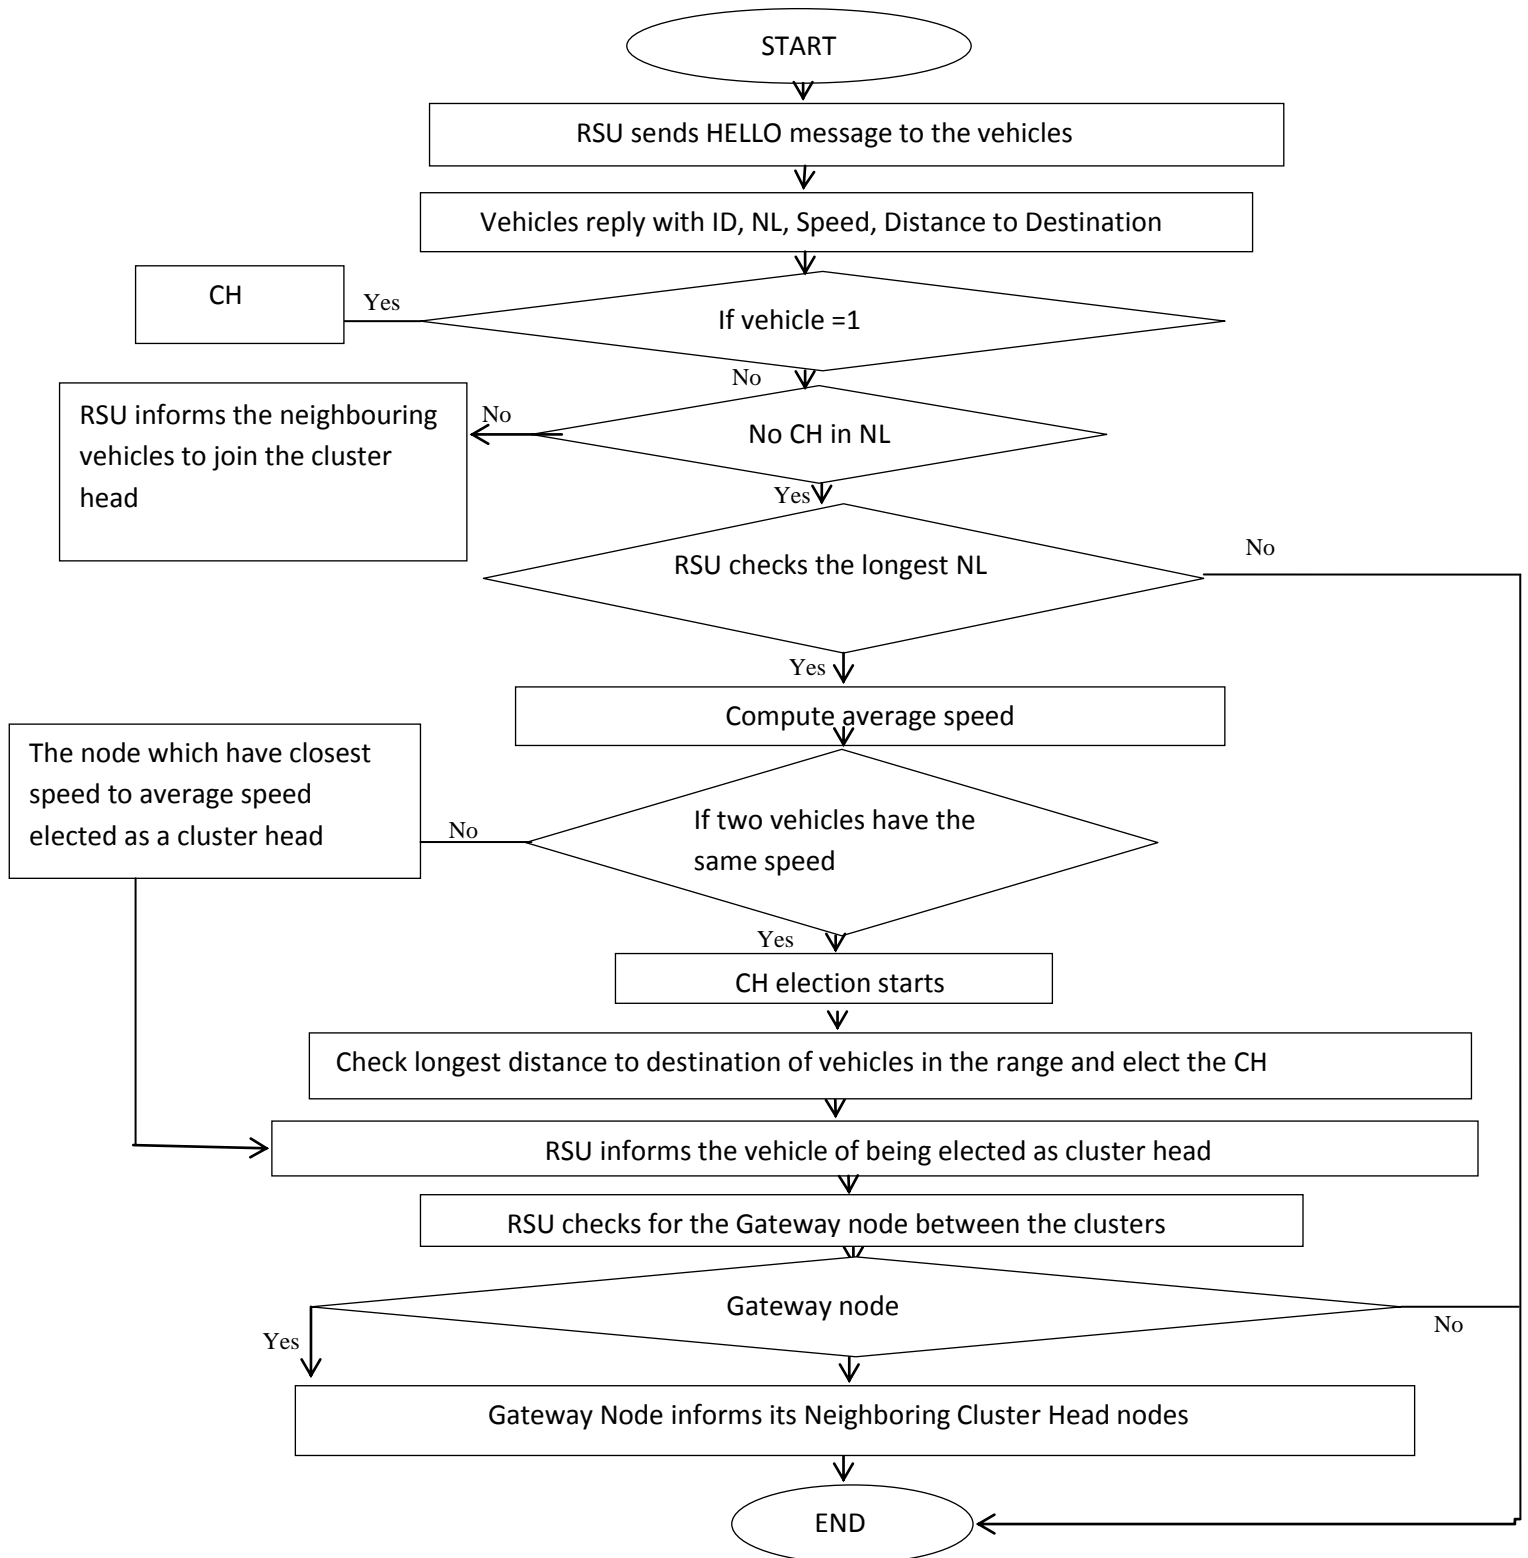 START
RSU sends HELLO message to the vehicles
Vehicles reply with ID, NL, Speed, Distance to Destination
CH
Yes
If vehicle =1
No
RSU informs the neighbouring
vehicles to join the cluster
head
No
No CH in NL
Yes
RSU checks the longest NL
No
Yes
Compute average speed
The node which have closest
speed to average speed
elected as a cluster head
No
If two vehicles have the
same speed
Yes
CH election starts
Check longest distance to destination of vehicles in the range and elect the CH
RSU informs the vehicle of being elected as cluster head
RSU checks for the Gateway node between the clusters
Gateway node
Yes
No
Gateway Node informs its Neighboring Cluster Head nodes
END